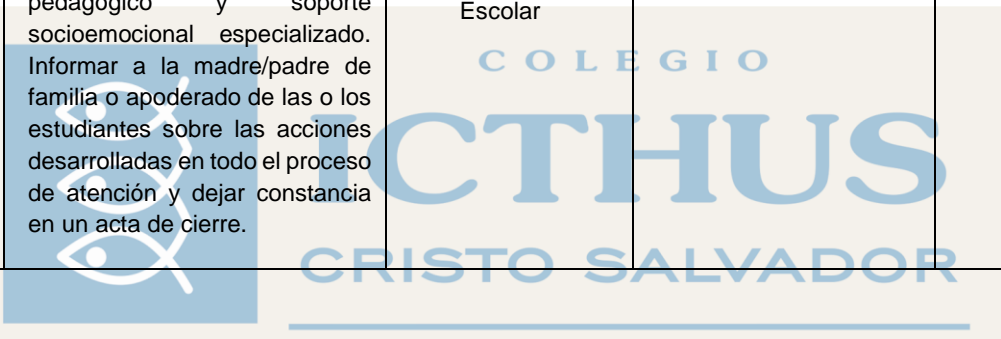 pedagógico y soporte
socioemocional especializado.
Informar a la madre/padre de
familia o apoderado de las o los
estudiantes sobre las acciones
desarrolladas en todo el proceso
de atención y dejar constancia
en un acta de cierre.
Escolar
COLEGIO
ICTHUS
CRISTO SALVADOR